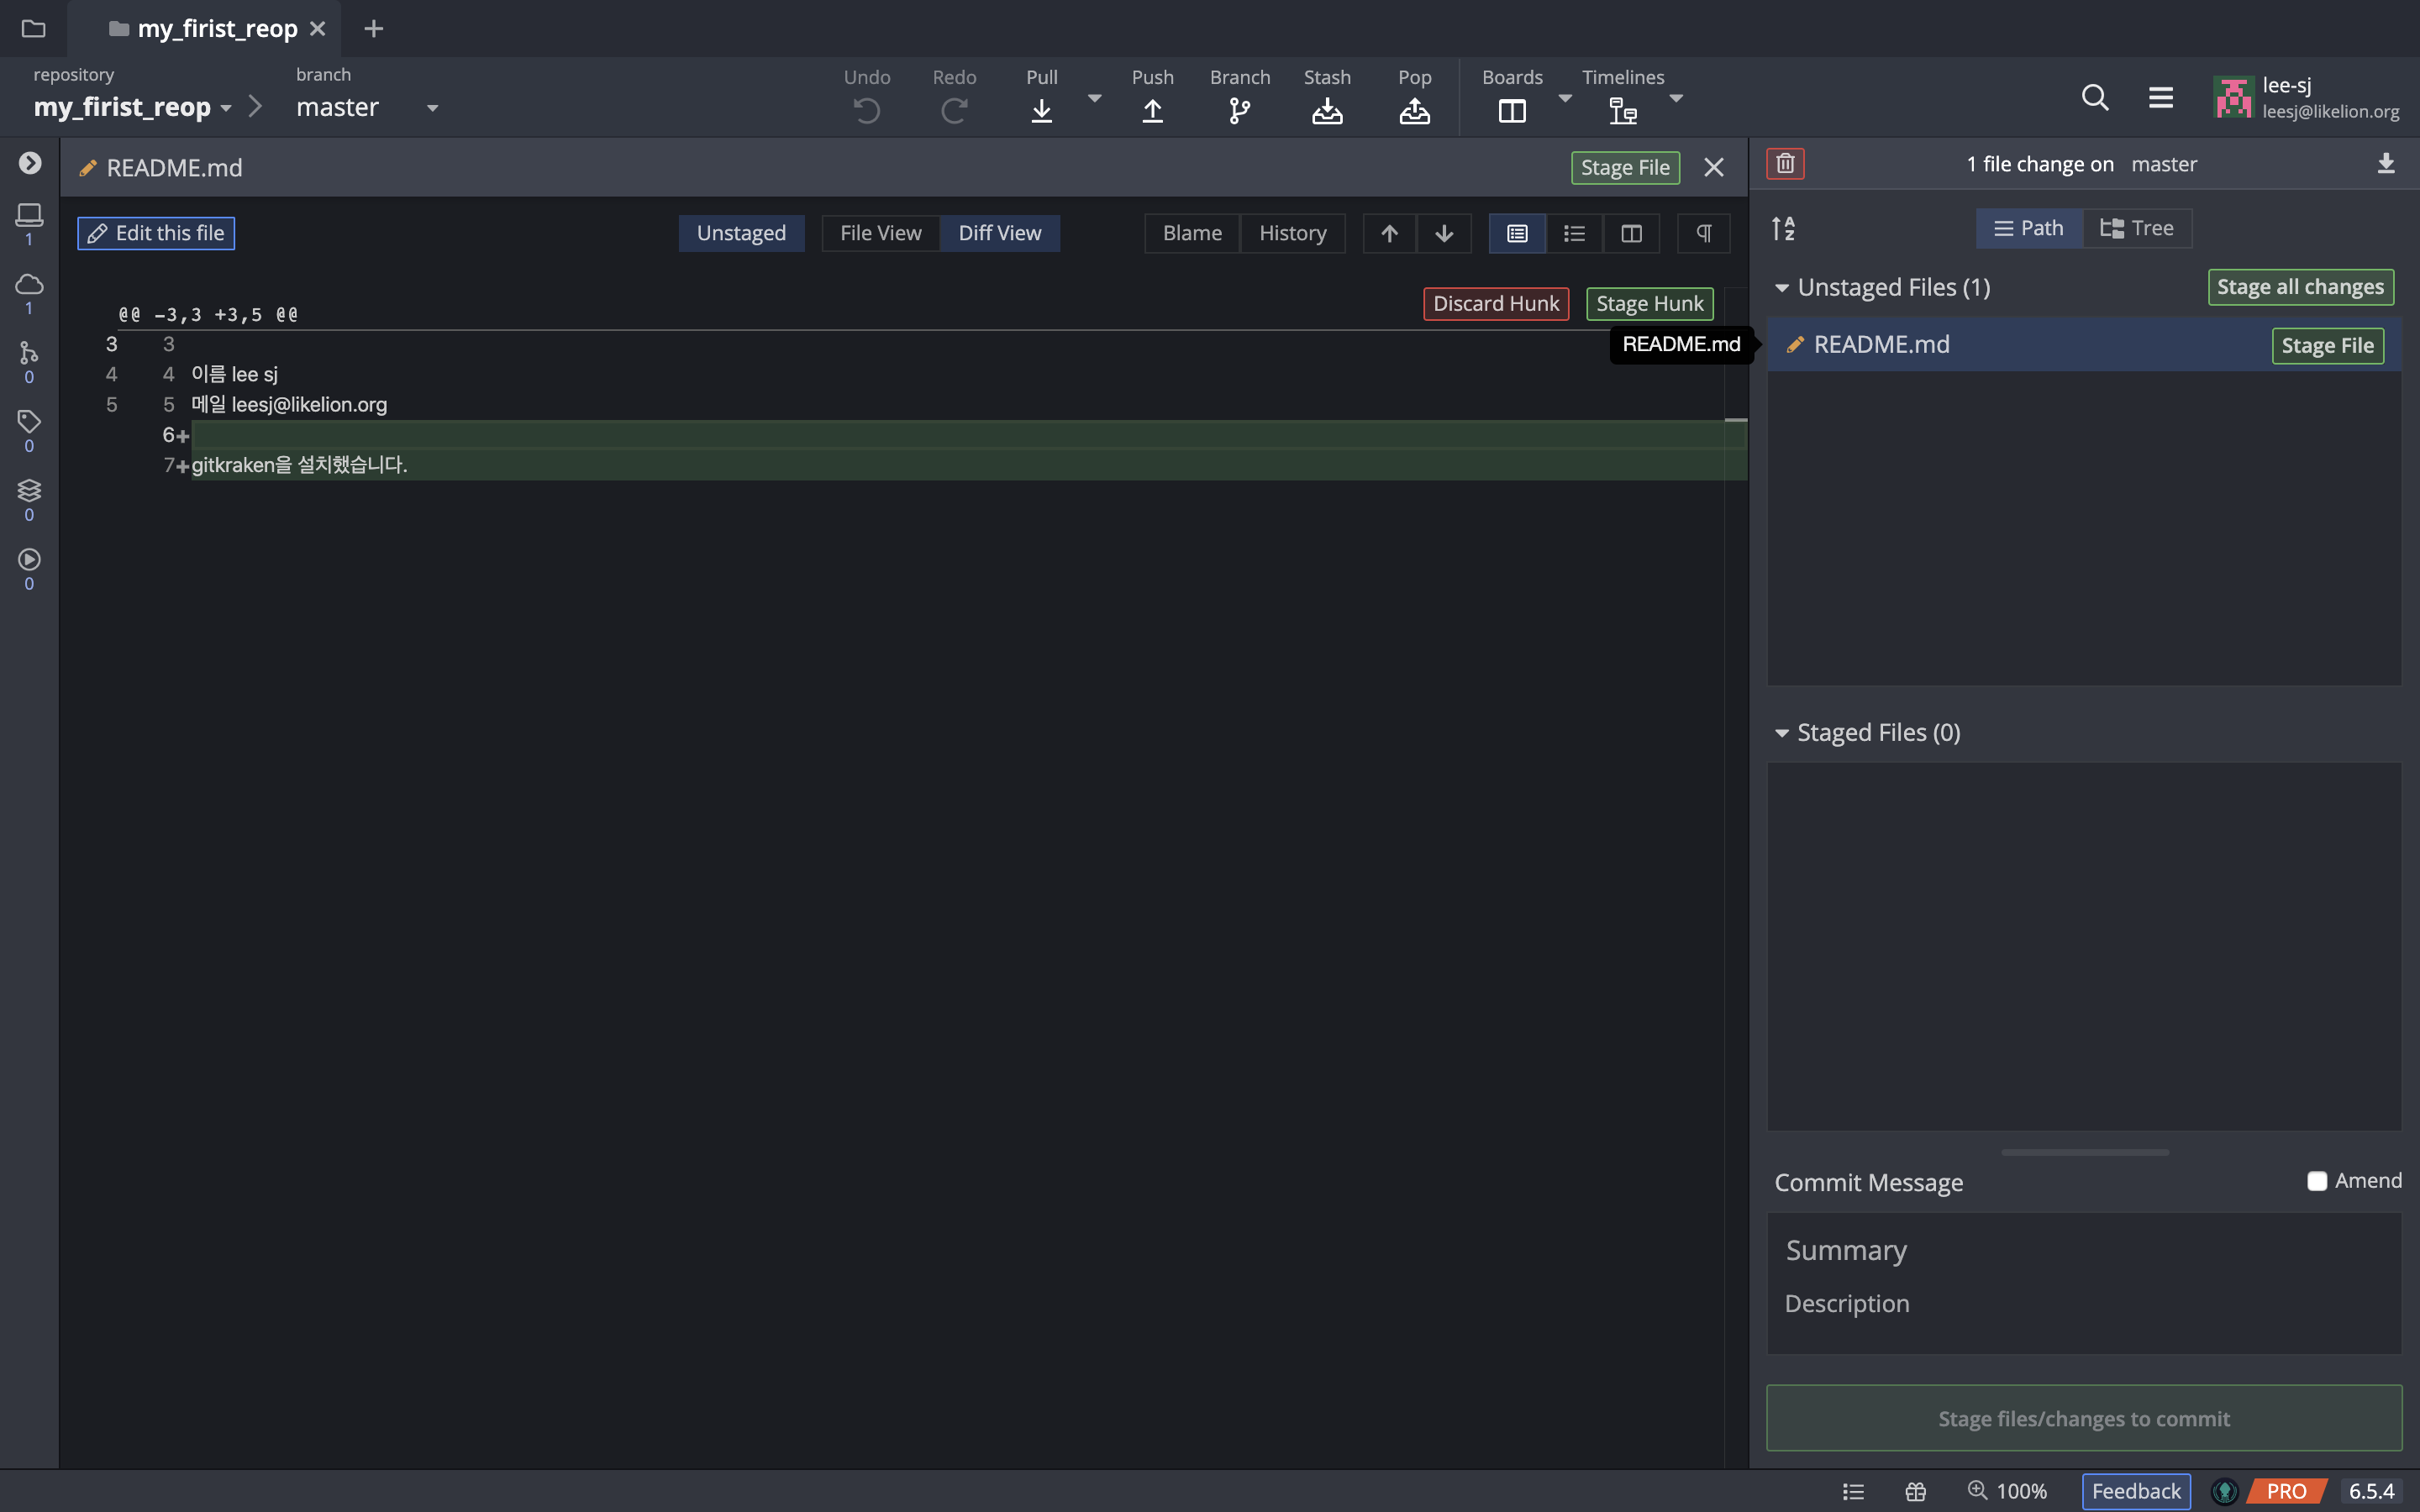 my_firist_reop
repository
my_firist_reop
branch
master
Undo
Redo
Pull
Push
Branch
Stash
Pop
Boards
Timelines
lee-sj
leesj@likelion.org
README.md
Stage File
1 file change on master
Edit this file
Unstaged
File View
Diff View
Blame
History
Path
Tree
Unstaged Files (1)
Stage all changes
@@ -3,3 +3,5 @@
Discard Hunk
Stage Hunk
README.md
README.md
Stage File
3 3
4 4 이름 lee sj
5 5 메일 leesj@likelion.org
6+
7+gitkraken을 설치했습니다.
1
1
0
0
0
0
Staged Files (0)
Commit Message
Amend
Summary
Description
Stage files/changes to commit
100%
Feedback
PRO
6.5.4